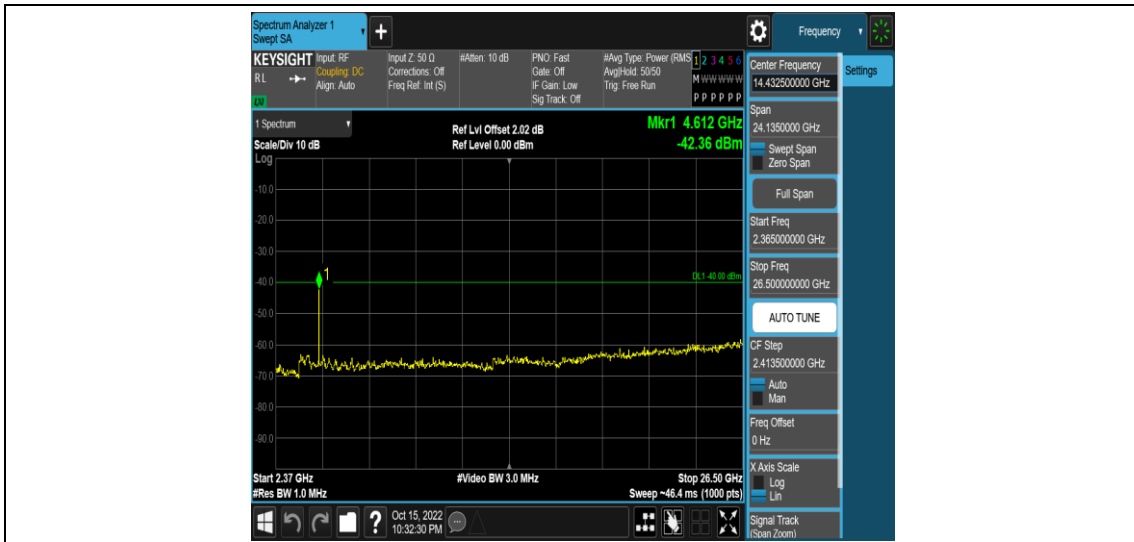 Spectrum Analyzer 1
Swept SA
+
Frequency
KEYSIGHT
RL
LXI
Input: RF
Coupling: DC
Align: Auto
Input Z: 50 Ω
Corrections: Off
Freq Ref: Int (S)
#Atten: 10 dB
PNO: Fast
Gate: Off
IF Gain: Low
Sig Track: Off
#Avg Type: Power (RMS
Avg|Hold: 50/50
Trig: Free Run
1 2 3 4 5 6
M W W W W W
P P P P P P
1 Spectrum
Scale/Div 10 dB
Log
Ref Lvl Offset 2.02 dB
Ref Level 0.00 dBm
Mkr1 4.612 GHz
-42.36 dBm
-10.0
-20.0
-30.0
-40.0
-50.0
-60.0
-70.0
-80.0
-90.0
1
DL1 -40.00 dBm
Start 2.37 GHz
#Res BW 1.0 MHz
#Video BW 3.0 MHz
Stop 26.50 GHz
Sweep ~46.4 ms (1000 pts)
?
Oct 15, 2022
10:32:30 PM
Center Frequency
14.432500000 GHz
Span
24.1350000 GHz
Swept Span
Zero Span
Full Span
Start Freq
2.365000000 GHz
Stop Freq
26.500000000 GHz
AUTO TUNE
CF Step
2.413500000 GHz
Auto
Man
Freq Offset
0 Hz
X Axis Scale
Log
Lin
Signal Track
(Span Zoom)
Settings